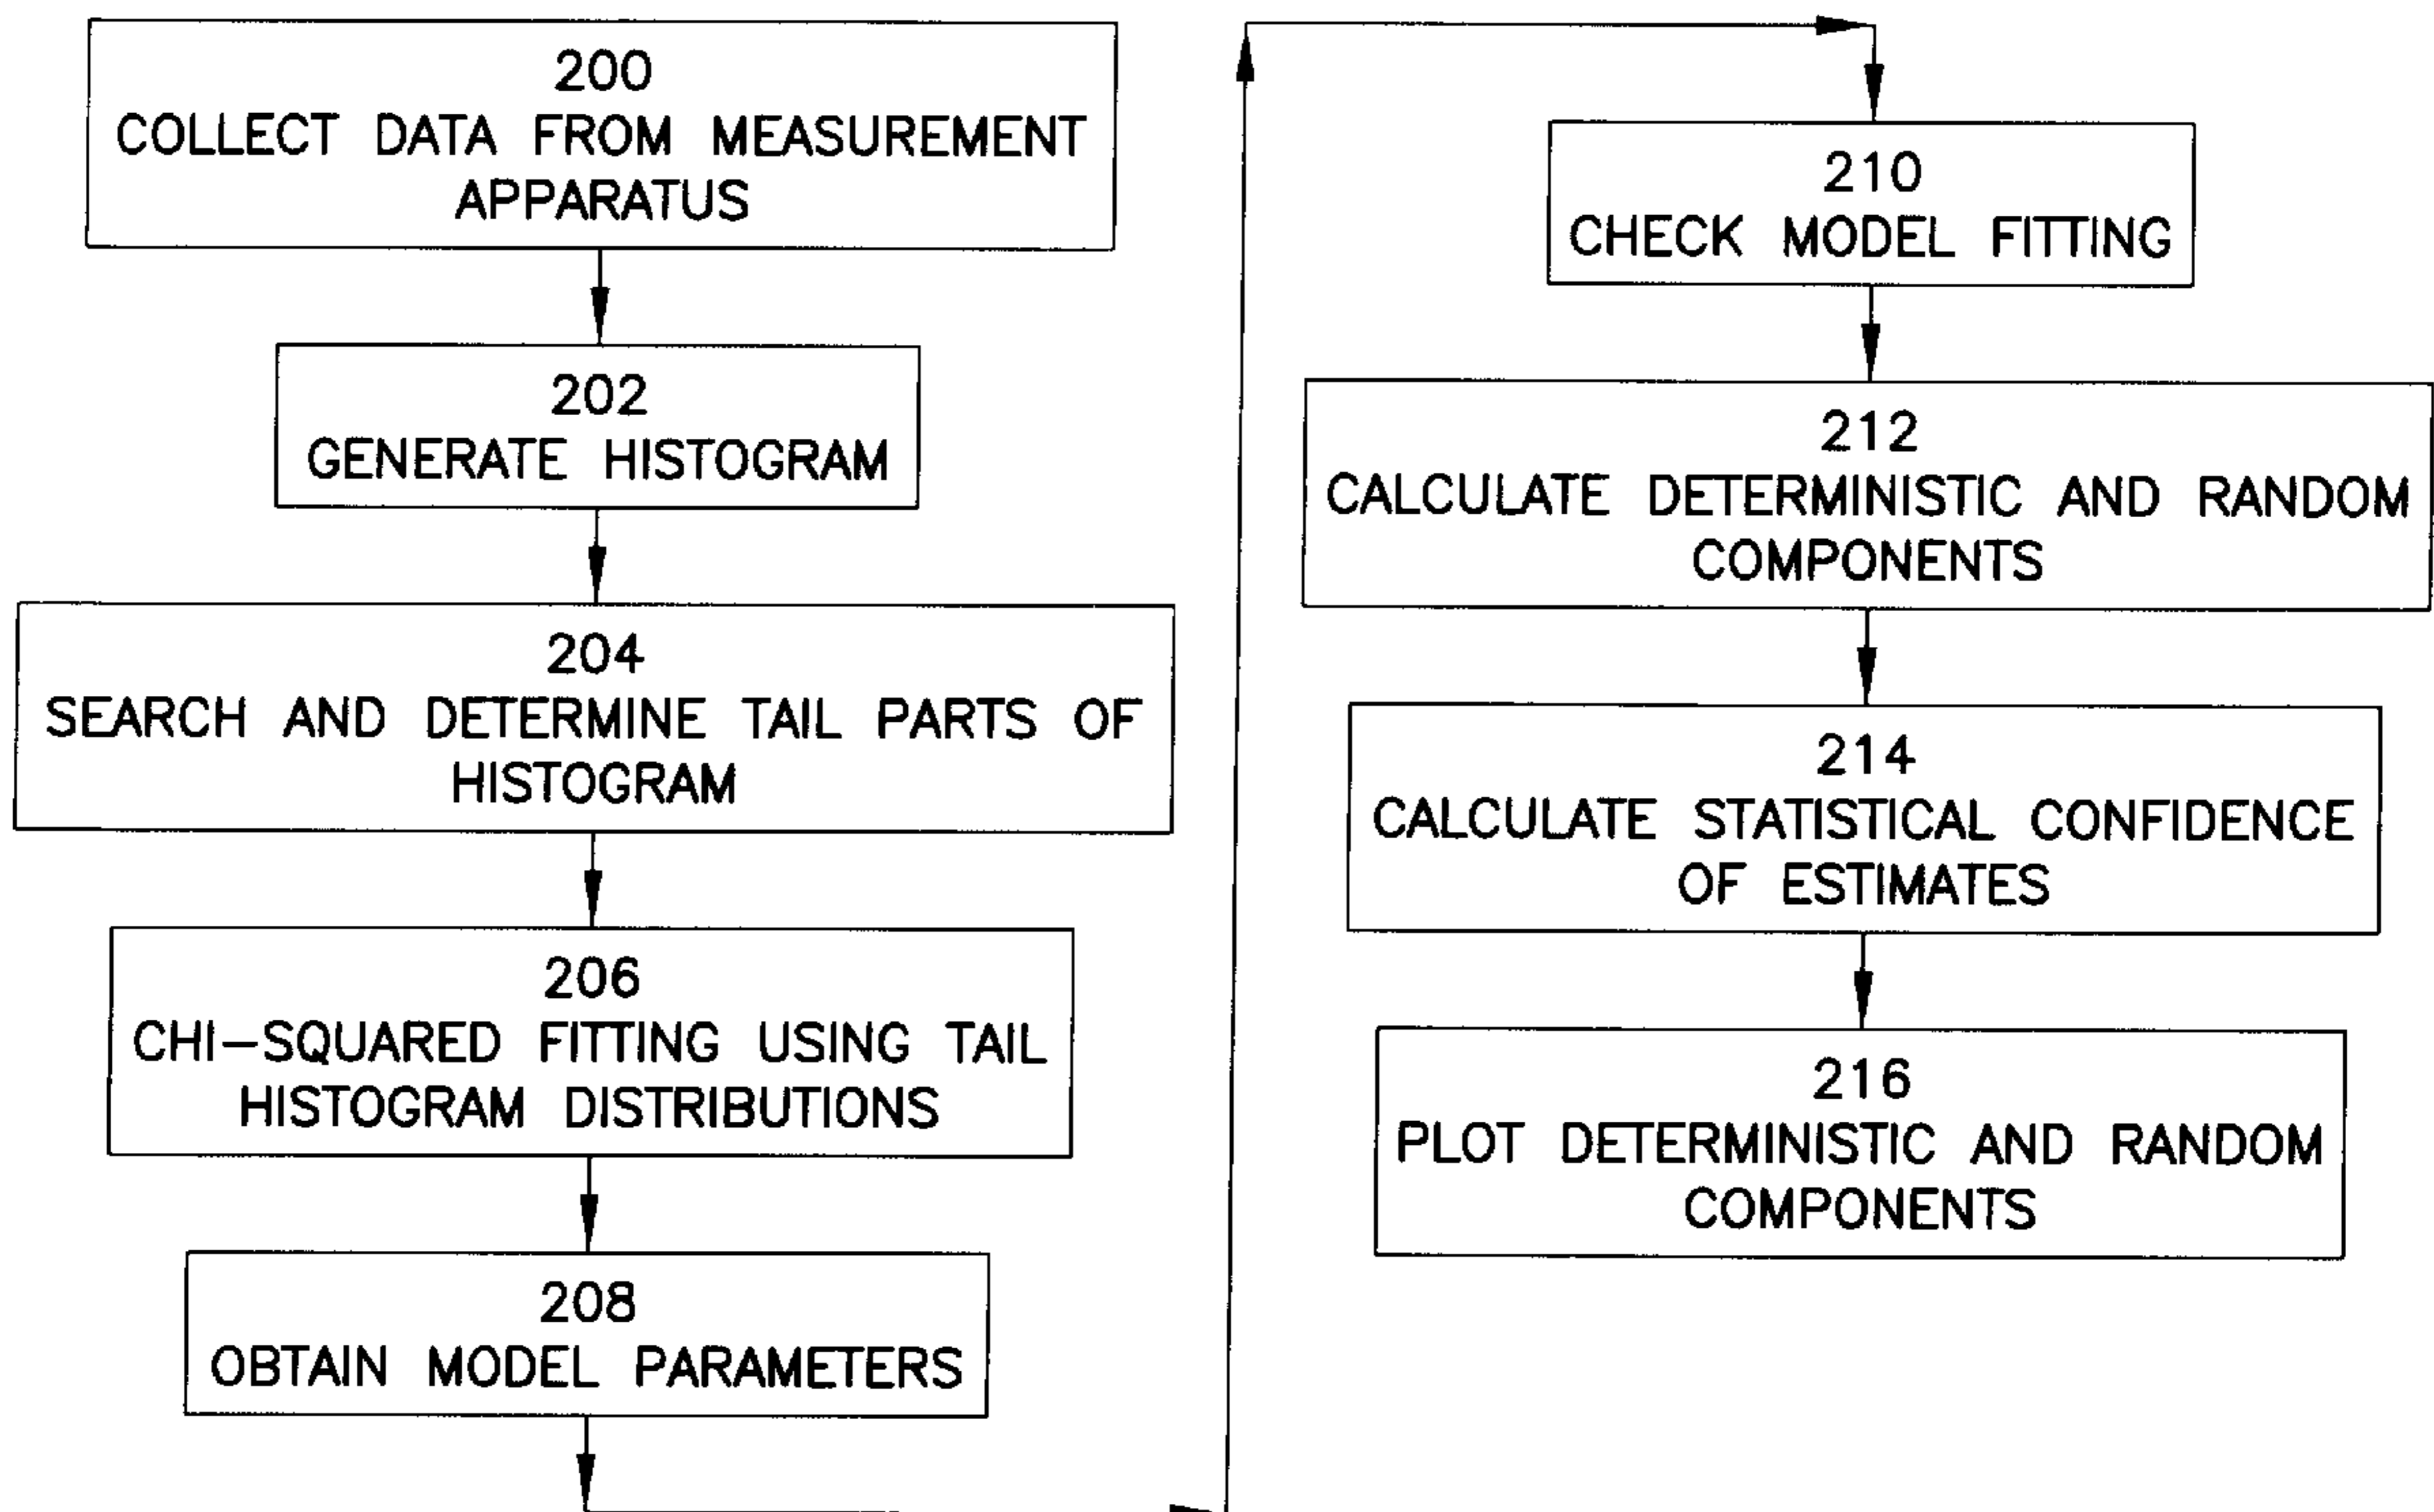 200
COLLECT DATA FROM MEASUREMENT
APPARATUS
202
GENERATE HISTOGRAM
204
SEARCH AND DETERMINE TAIL PARTS OF
HISTOGRAM
206
CHI-SQUARED FITTING USING TAIL
HISTOGRAM DISTRIBUTIONS
208
OBTAIN MODEL PARAMETERS
210
CHECK MODEL FITTING
212
CALCULATE DETERMINISTIC AND RANDOM
COMPONENTS
214
CALCULATE STATISTICAL CONFIDENCE
OF ESTIMATES
216
PLOT DETERMINISTIC AND RANDOM
COMPONENTS